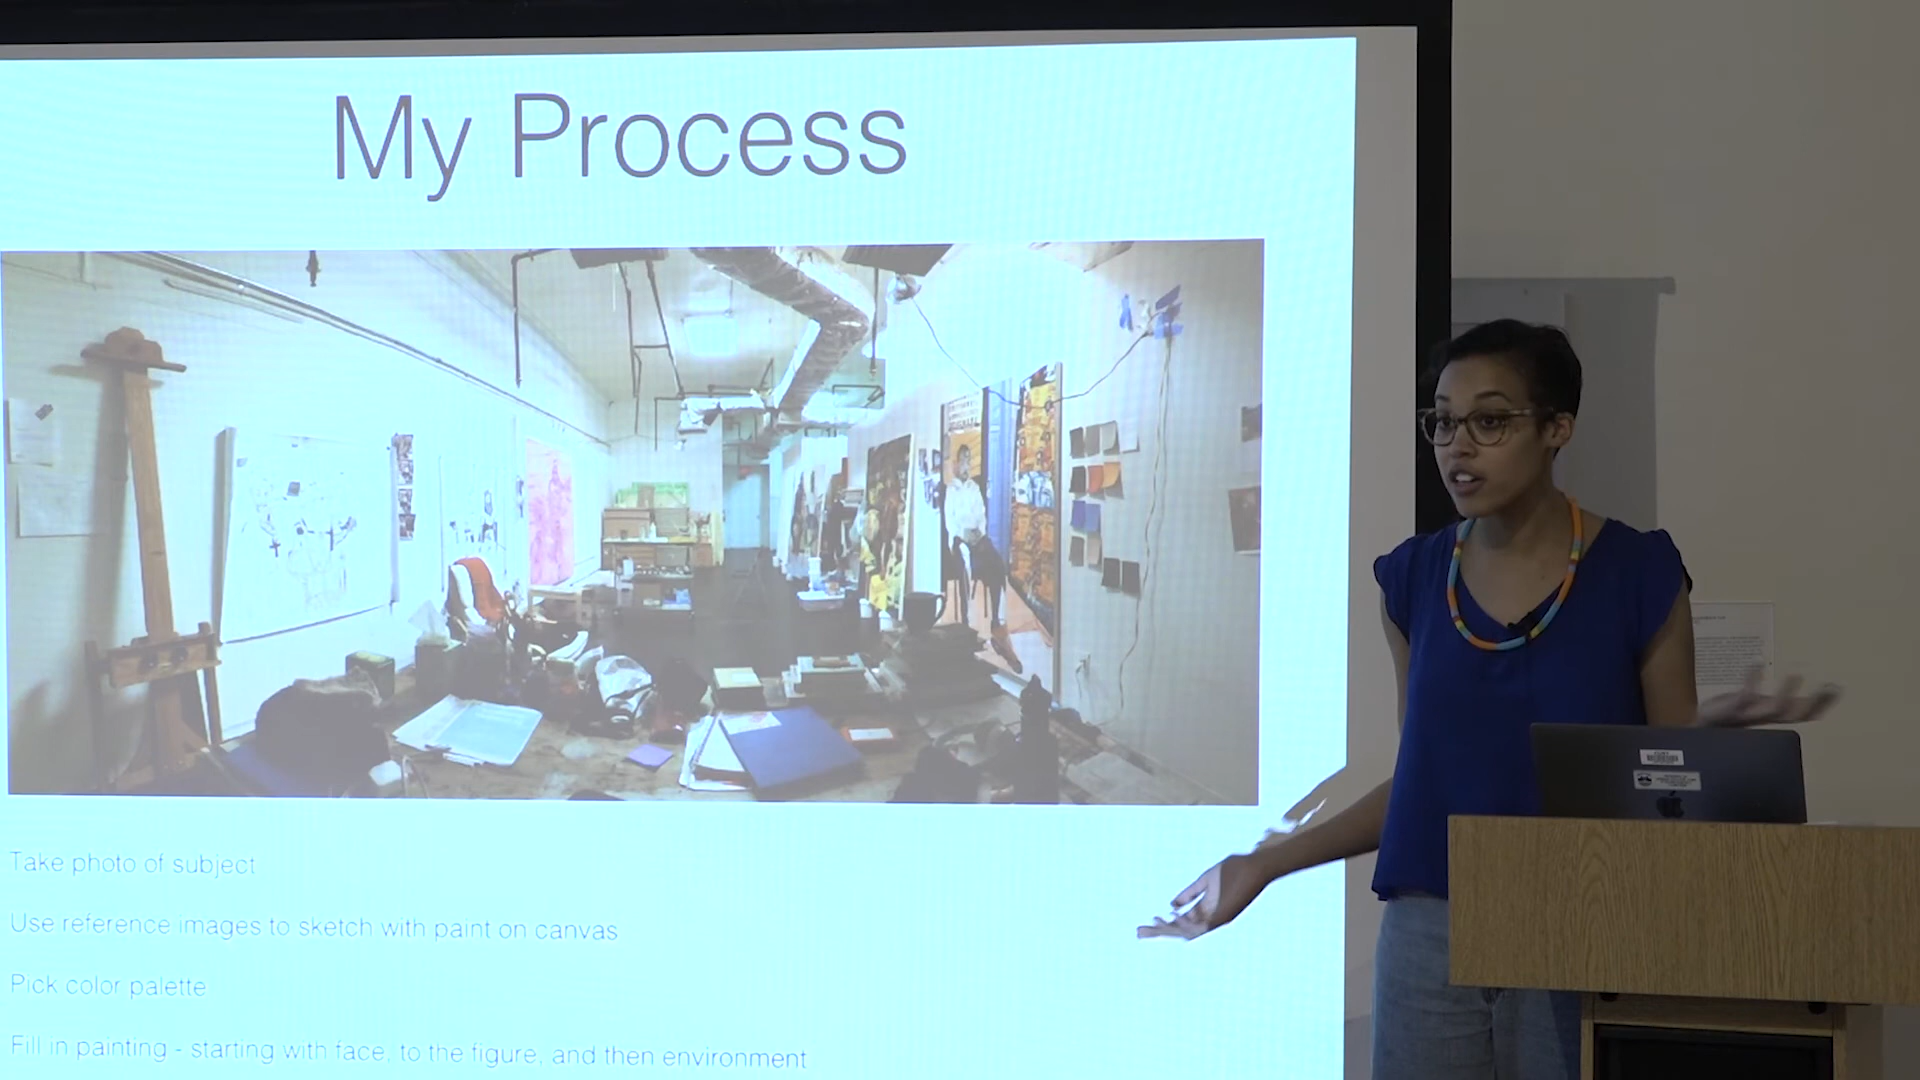 My Process
Take photo of subject
Use reference images to sketch with paint on canvas
Pick color palette
Fill in painting - starting with face, to the figure, and then environment